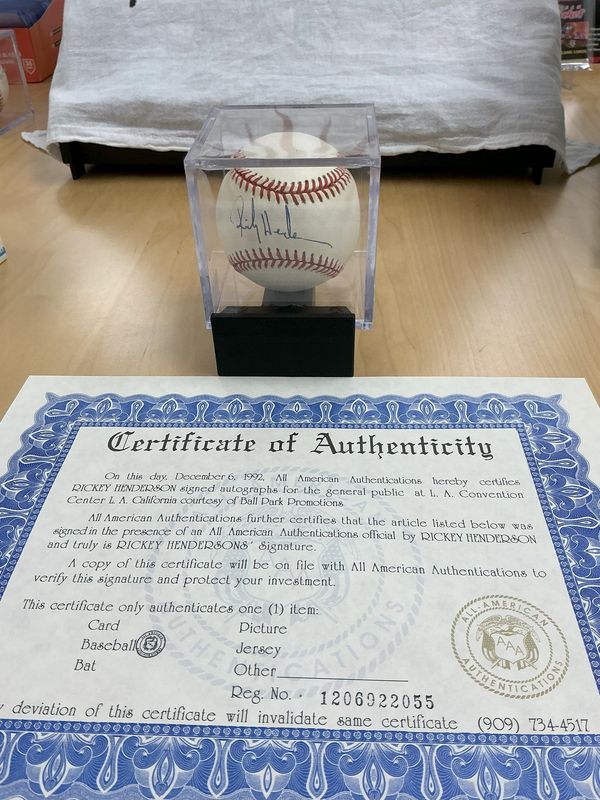 Rickey Henderson
Certificate of Authenticity
On this day, December 6, 1992, All American Authentications hereby certifies
RICKEY HENDERSON signed autographs for the general public at L. A. Convention
Center L. A. California courtesy of Ball Park Promotions.
All American Authentications further certifies that the article listed below was
signed in the presence of an All American Authentications official by RICKEY HENDERSON
and truly is RICKEY HENDERSONS' Signature.
A copy of this certificate will be on file with All American Authentications to
verify this signature and protect your investment.
This certificate only authenticates one (1) item:
Card Picture
Baseball Jersey
Bat Other
Reg. No. - 1206922055
deviation of this certificate will invalidate same certificate (909) 734-4517
ALL-AMERICAN
AAA
AUTHENTICATIONS